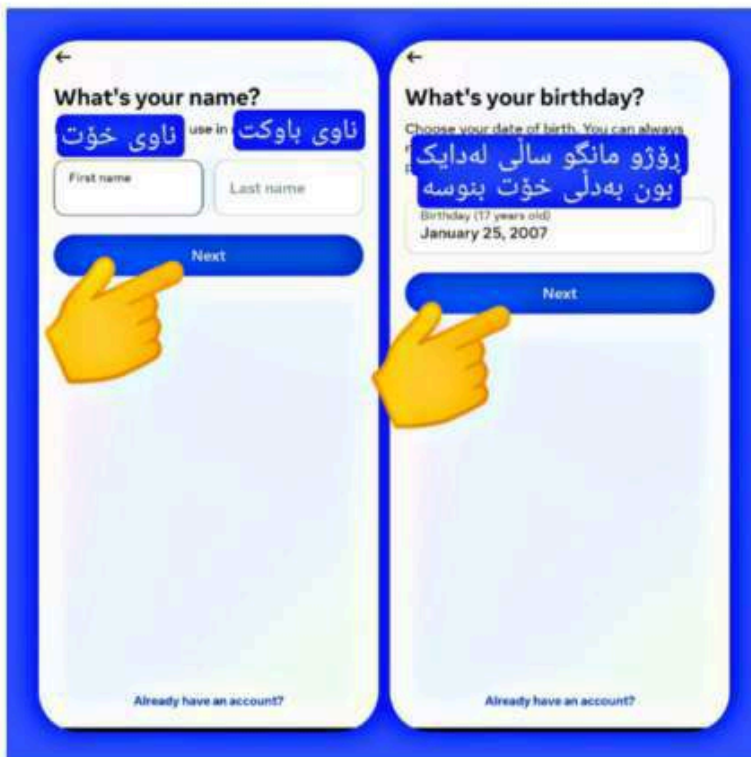 What's your name?
ناوی خۆت
use in
ناوی باوکت
First name
Last name
Next
Already have an account?
What's your birthday?
Choose your date of birth. You can always
ڕۆژو مانگو ساڵی لەدایک
بون بەدڵی خۆت بنوسە
Birthday (17 years old)
January 25, 2007
Next
Already have an account?